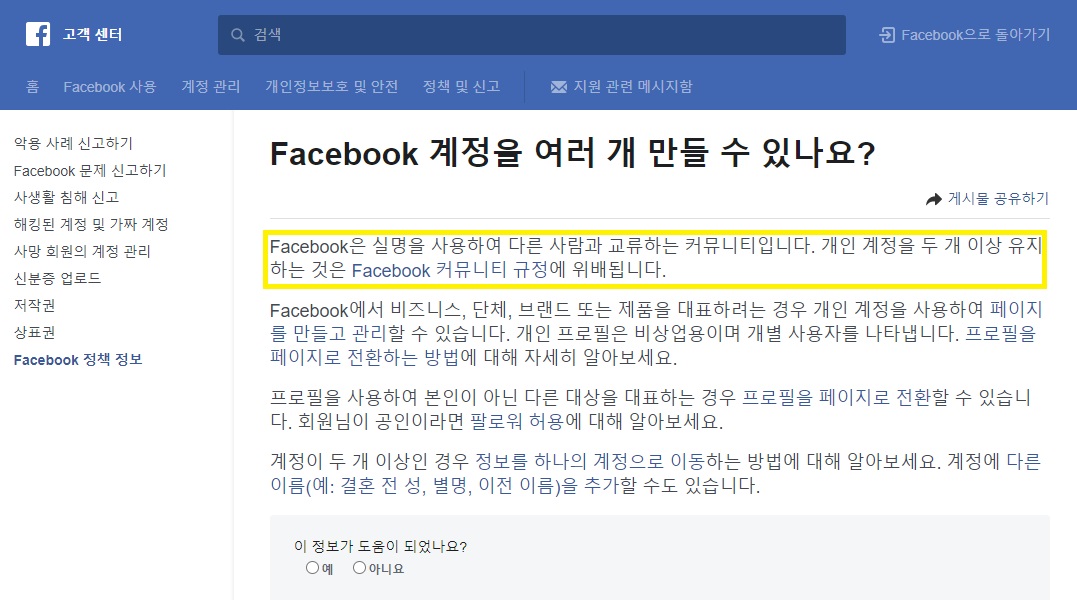 고객 센터
검색
Facebook으로 돌아가기
홈 Facebook 사용 계정 관리 개인정보보호 및 안전 정책 및 신고 지원 관련 메시지함
악용 사례 신고하기
Facebook 문제 신고하기
사생활 침해 신고
해킹된 계정 및 가짜 계정
사망 회원의 계정 관리
신분증 업로드
저작권
상표권
Facebook 정책 정보
Facebook 계정을 여러 개 만들 수 있나요?
게시물 공유하기
Facebook은 실명을 사용하여 다른 사람과 교류하는 커뮤니티입니다. 개인 계정을 두 개 이상 유지
하는 것은 Facebook 커뮤니티 규정에 위배됩니다.
Facebook에서 비즈니스, 단체, 브랜드 또는 제품을 대표하려는 경우 개인 계정을 사용하여 페이지
를 만들고 관리할 수 있습니다. 개인 프로필은 비상업용이며 개별 사용자를 나타냅니다. 프로필을
페이지로 전환하는 방법에 대해 자세히 알아보세요.
프로필을 사용하여 본인이 아닌 다른 대상을 대표하는 경우 프로필을 페이지로 전환할 수 있습니
다. 회원님이 공인이라면 팔로워 허용에 대해 알아보세요.
계정이 두 개 이상인 경우 정보를 하나의 계정으로 이동하는 방법에 대해 알아보세요. 계정에 다른
이름(예: 결혼 전 성, 별명, 이전 이름)을 추가할 수도 있습니다.
이 정보가 도움이 되었나요?
예 아니요